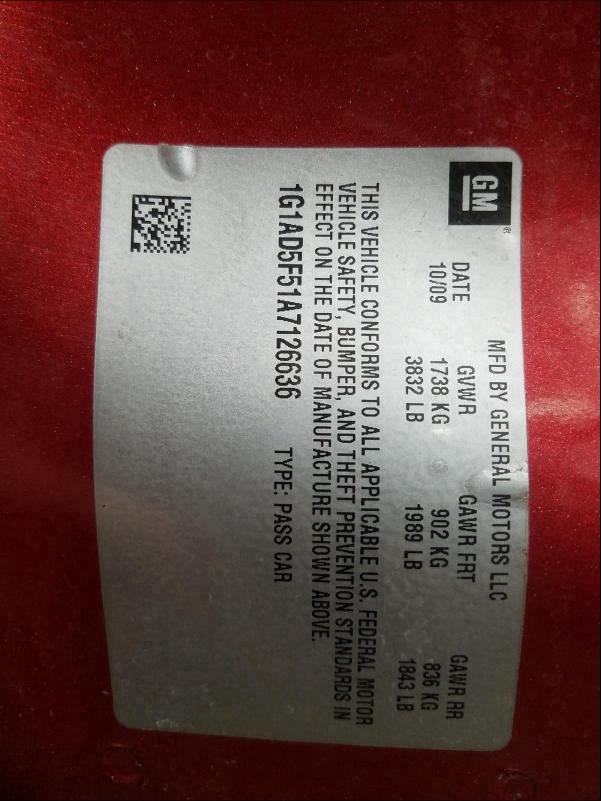 GM®
MFD BY GENERAL MOTORS LLC
DATE GVWR GAWR FRT GAWR RR
10/09 1738 KG 902 KG 836 KG
3832 LB 1989 LB 1843 LB
THIS VEHICLE CONFORMS TO ALL APPLICABLE U.S. FEDERAL MOTOR
VEHICLE SAFETY, BUMPER, AND THEFT PREVENTION STANDARDS IN
EFFECT ON THE DATE OF MANUFACTURE SHOWN ABOVE.
1G1AD5F51A7126636 TYPE: PASS CAR